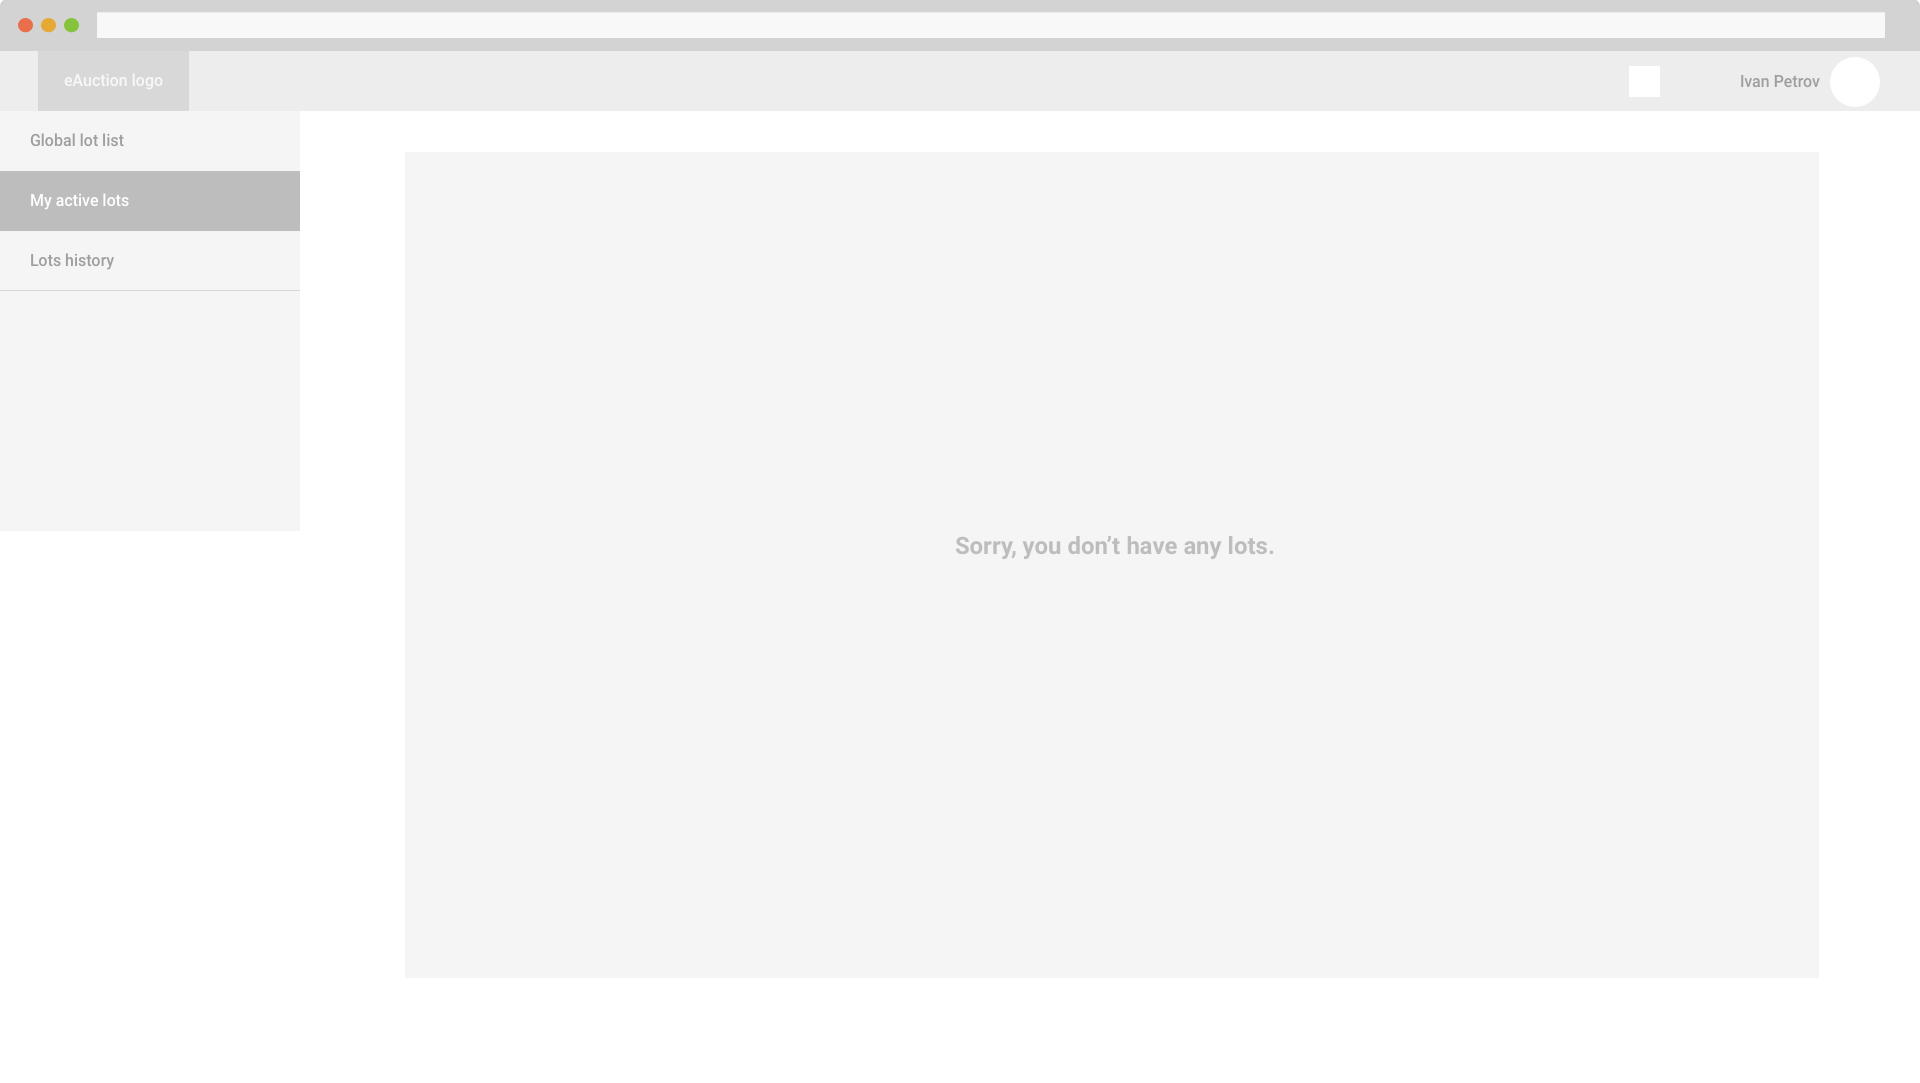 eAuction logo
Ivan Petrov
Global lot list
My active lots
Lots history
Sorry, you don’t have any lots.